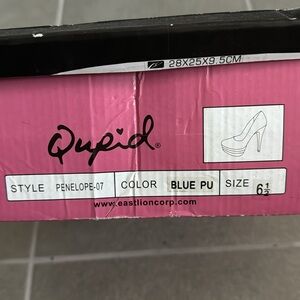 28X25X9.5CM
Qupid®
STYLE PENELOPE-07 COLOR BLUE PU SIZE 6½
www.eastlioncorp.com